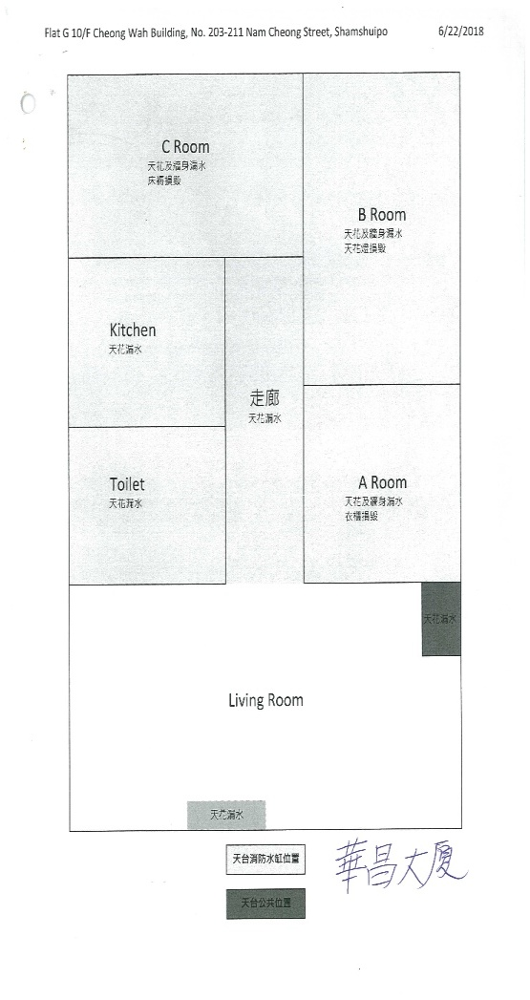 Flat G 10/F Cheong Wah Building, No. 203-211 Nam Cheong Street, Shamshuipo 6/22/2018
C Room
天花及牆身漏水
床褥損毀
B Room
天花及牆身漏水
天花燈損毀
Kitchen
天花漏水
走廊
天花漏水
Toilet
天花漏水
A Room
天花及牆身漏水
衣櫃損毀
天花漏水
Living Room
天花漏水
天台消防水缸位置
華昌大厦
天台公共位置